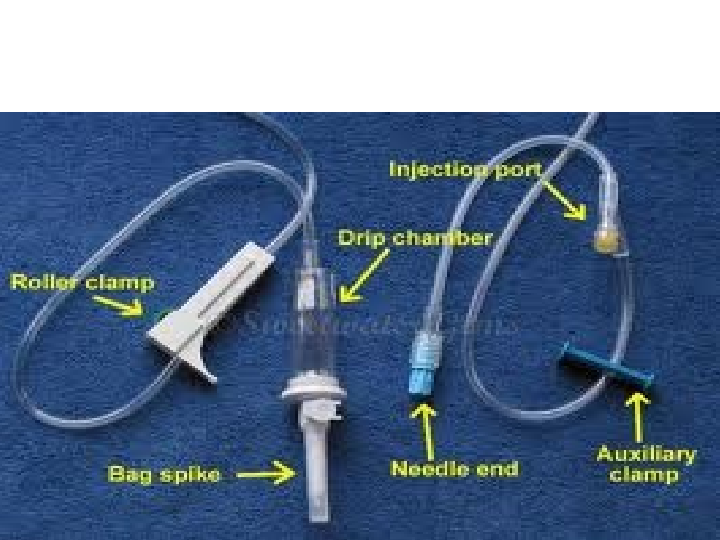 Injection port
Drip chamber
Roller clamp
Auxiliary
clamp
Needle end
Bag spike